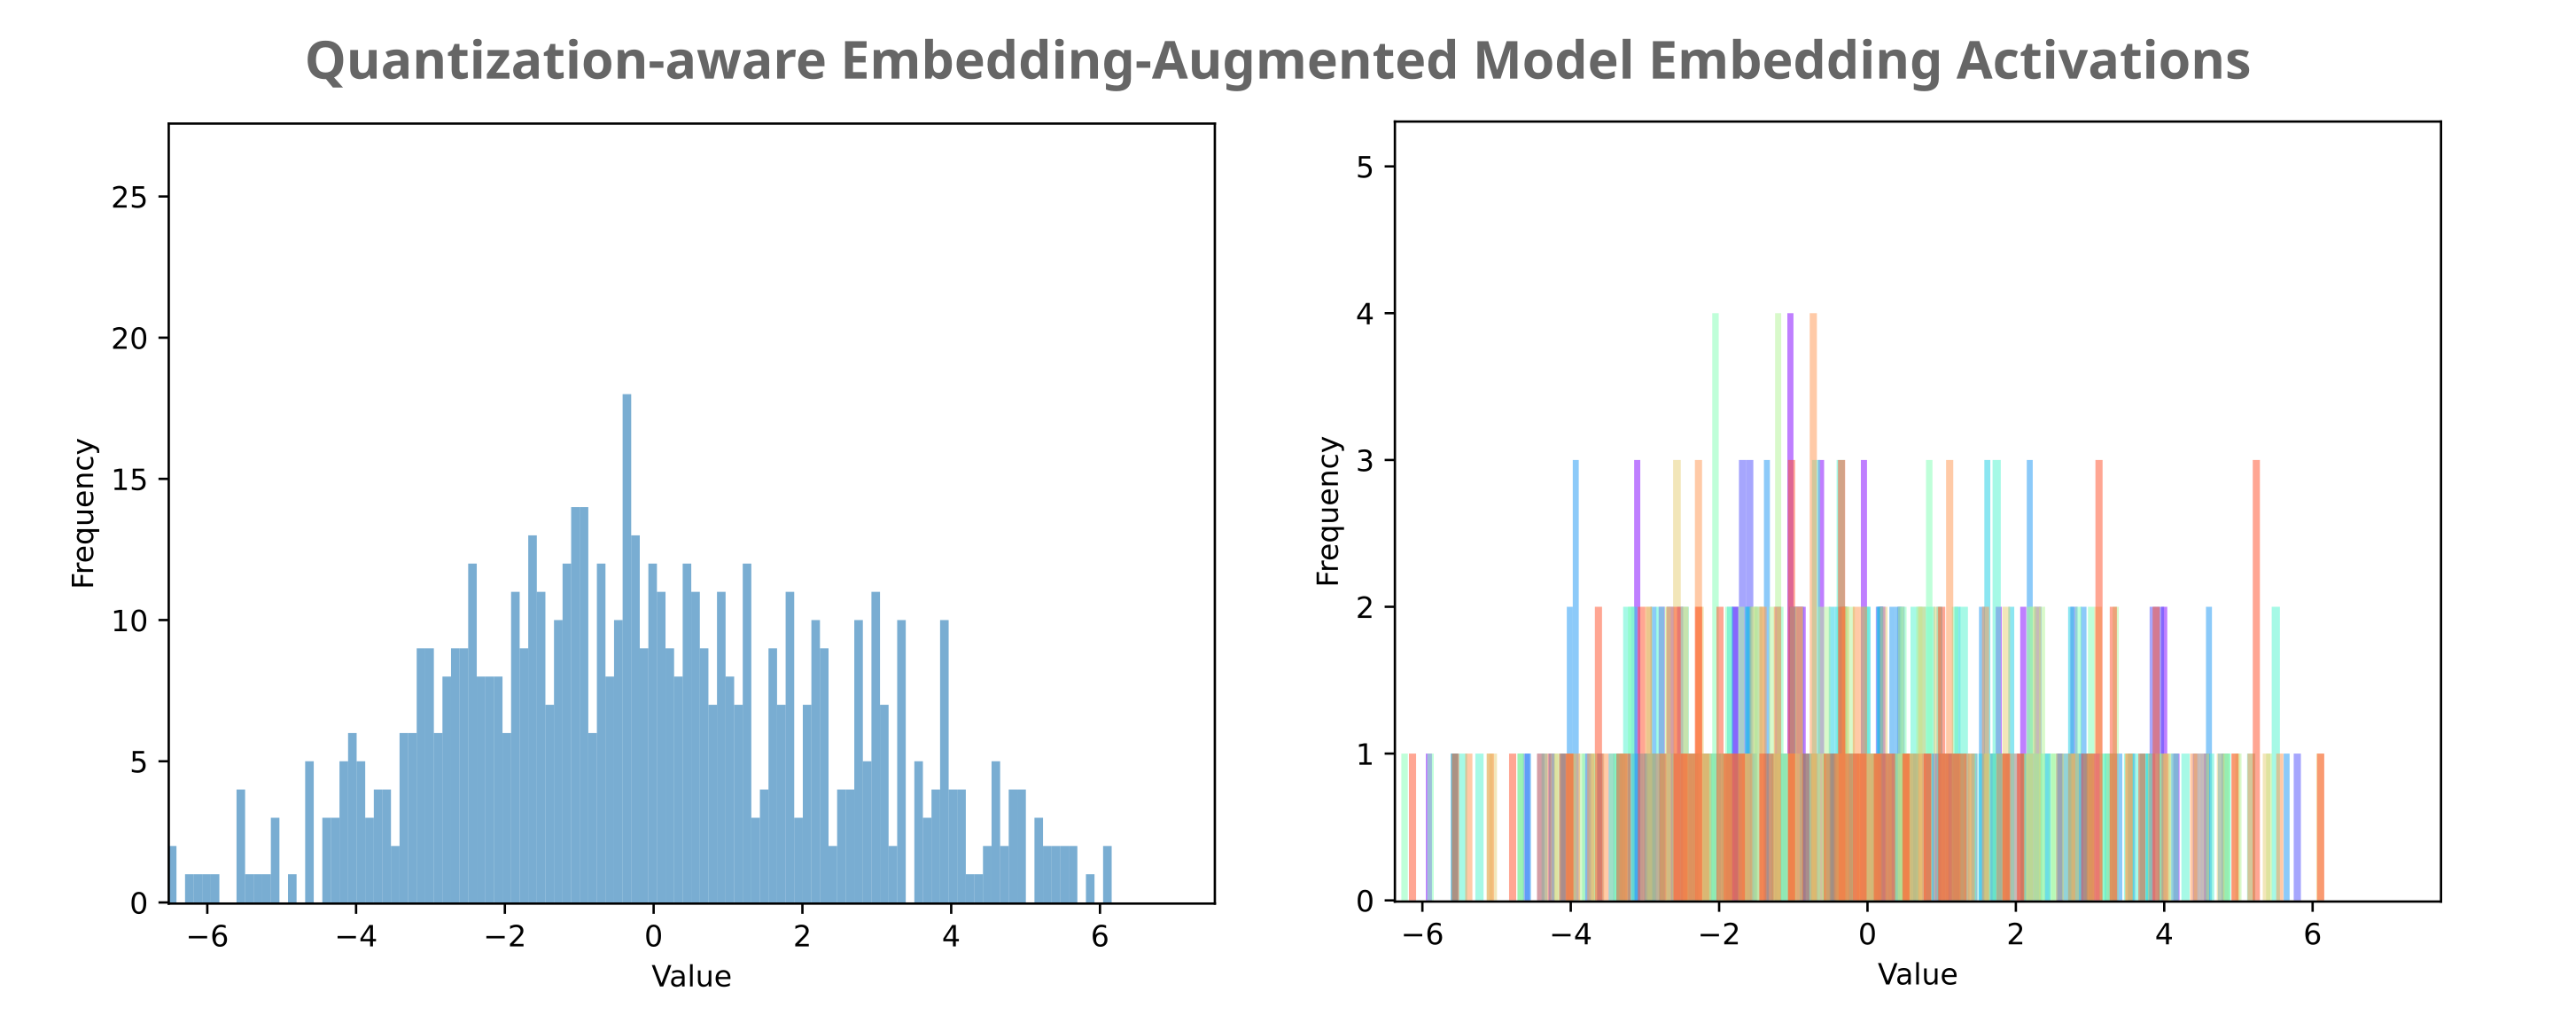 Quantization-aware Embedding-Augmented Model Embedding Activations
Frequency
25
20
15
10
5
0
−6 −4 −2 0 2 4 6
Value
Frequency
5
4
3
2
1
0
−6 −4 −2 0 2 4 6
Value